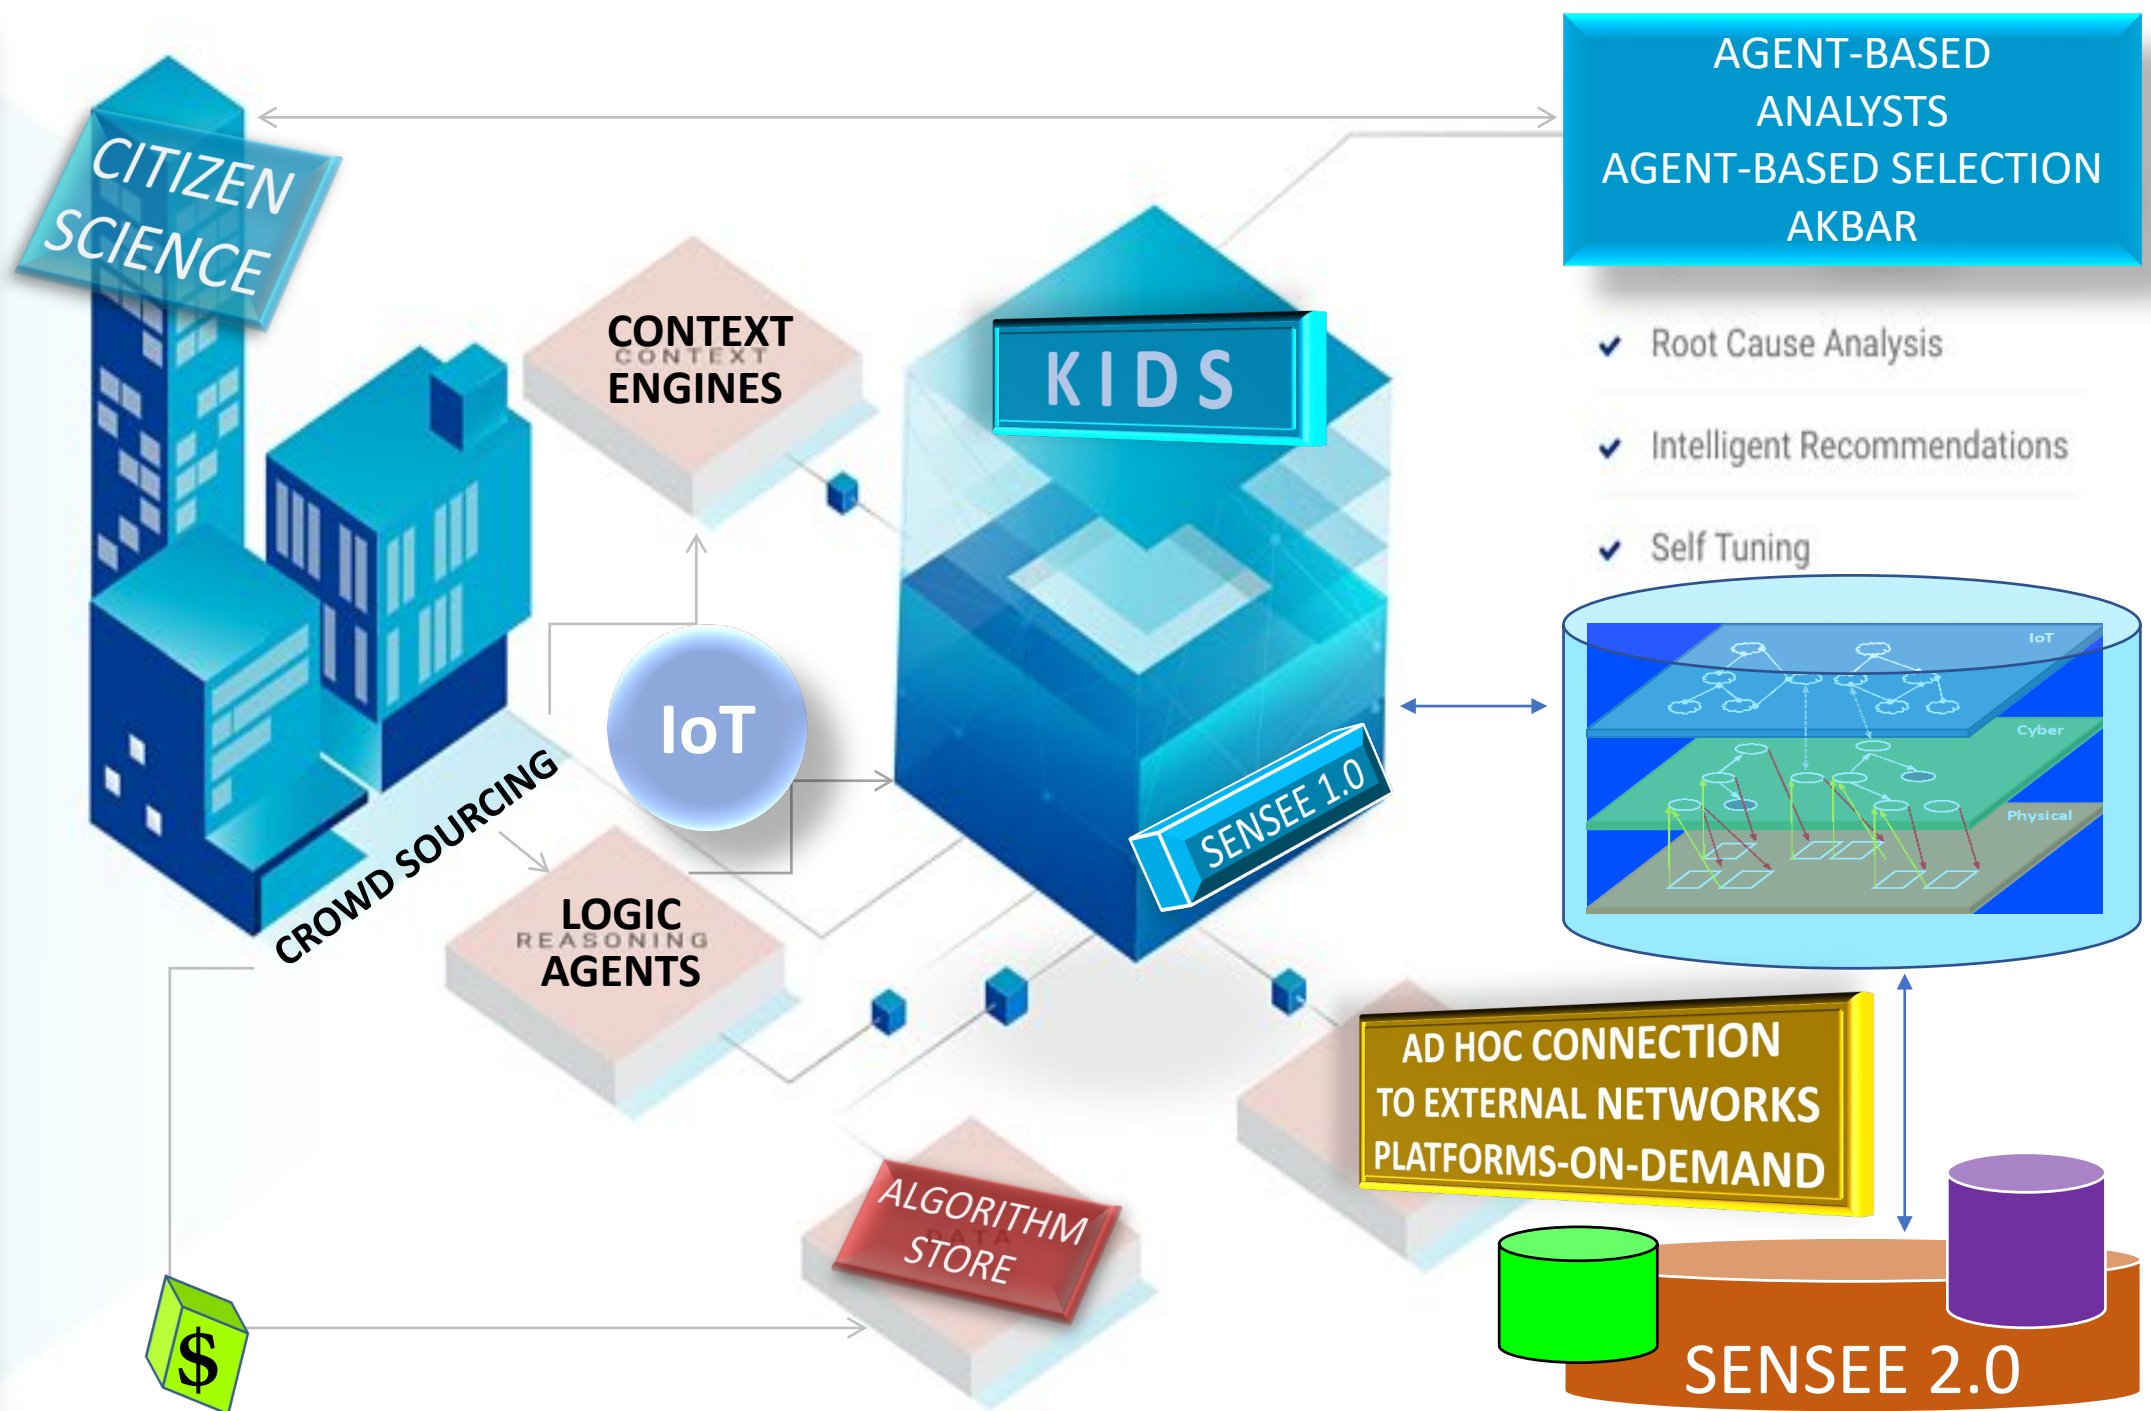 AGENT-BASED
ANALYSTS
AGENT-BASED SELECTION
AKBAR
CITIZEN
SCIENCE
CONTEXT
CONTEXT
ENGINES
KIDS
Root Cause Analysis
Intelligent Recommendations
Self Tuning
IoT
Cyber
Physical
IoT
SENSEE 1.0
CROWD SOURCING
LOGIC
REASONING
AGENTS
AD HOC CONNECTION
TO EXTERNAL NETWORKS
PLATFORMS-ON-DEMAND
ALGORITHM
DATA
STORE
$
SENSEE 2.0